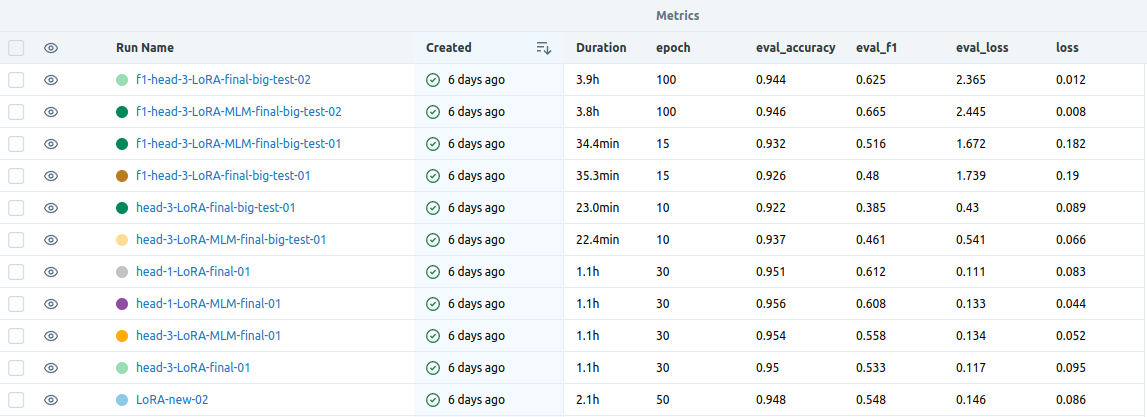 Metrics
Run Name Created Duration epoch eval_accuracy eval_f1 eval_loss loss
f1-head-3-LoRA-final-big-test-02 6 days ago 3.9h 100 0.944 0.625 2.365 0.012
f1-head-3-LoRA-MLM-final-big-test-02 6 days ago 3.8h 100 0.946 0.665 2.445 0.008
f1-head-3-LoRA-MLM-final-big-test-01 6 days ago 34.4min 15 0.932 0.516 1.672 0.182
f1-head-3-LoRA-final-big-test-01 6 days ago 35.3min 15 0.926 0.48 1.739 0.19
head-3-LoRA-final-big-test-01 6 days ago 23.0min 10 0.922 0.385 0.43 0.089
head-3-LoRA-MLM-final-big-test-01 6 days ago 22.4min 10 0.937 0.461 0.541 0.066
head-1-LoRA-final-01 6 days ago 1.1h 30 0.951 0.612 0.111 0.083
head-1-LoRA-MLM-final-01 6 days ago 1.1h 30 0.956 0.608 0.133 0.044
head-3-LoRA-MLM-final-01 6 days ago 1.1h 30 0.954 0.558 0.134 0.052
head-3-LoRA-final-01 6 days ago 1.1h 30 0.95 0.533 0.117 0.095
LoRA-new-02 6 days ago 2.1h 50 0.948 0.548 0.146 0.086